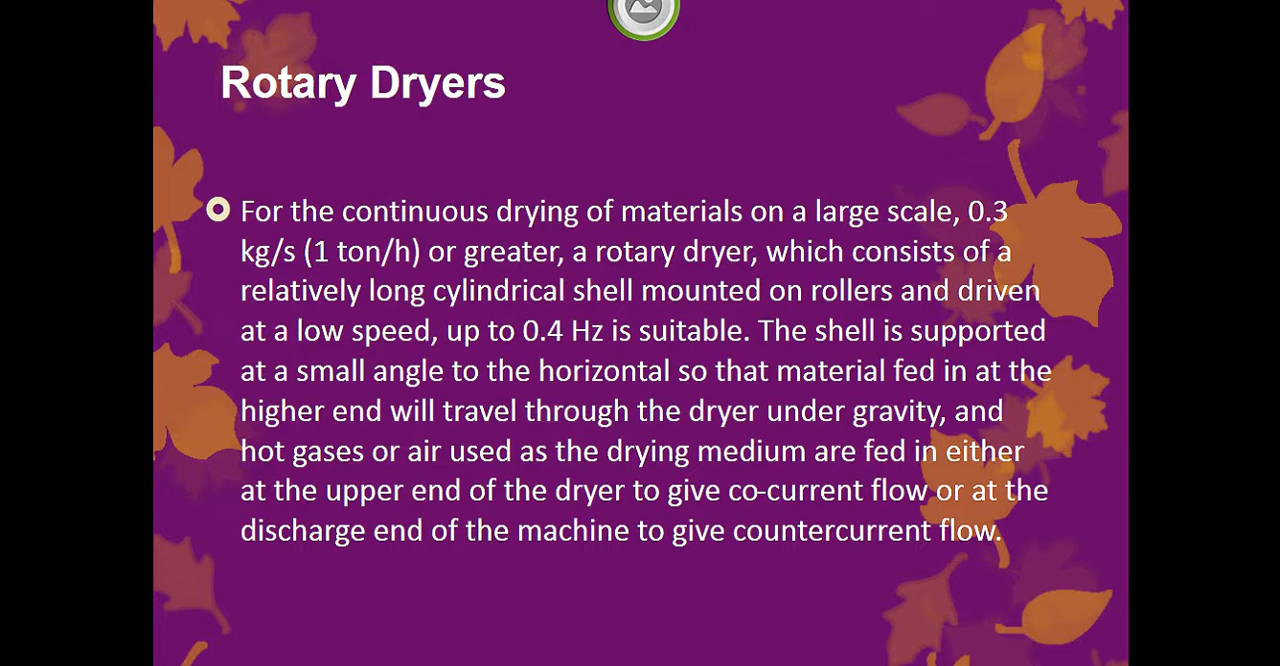 Rotary Dryers
For the continuous drying of materials on a large scale, 0.3
kg/s (1 ton/h) or greater, a rotary dryer, which consists of a
relatively long cylindrical shell mounted on rollers and driven
at a low speed, up to 0.4 Hz is suitable. The shell is supported
at a small angle to the horizontal so that material fed in at the
higher end will travel through the dryer under gravity, and
hot gases or air used as the drying medium are fed in either
at the upper end of the dryer to give co-current flow or at the
discharge end of the machine to give countercurrent flow.